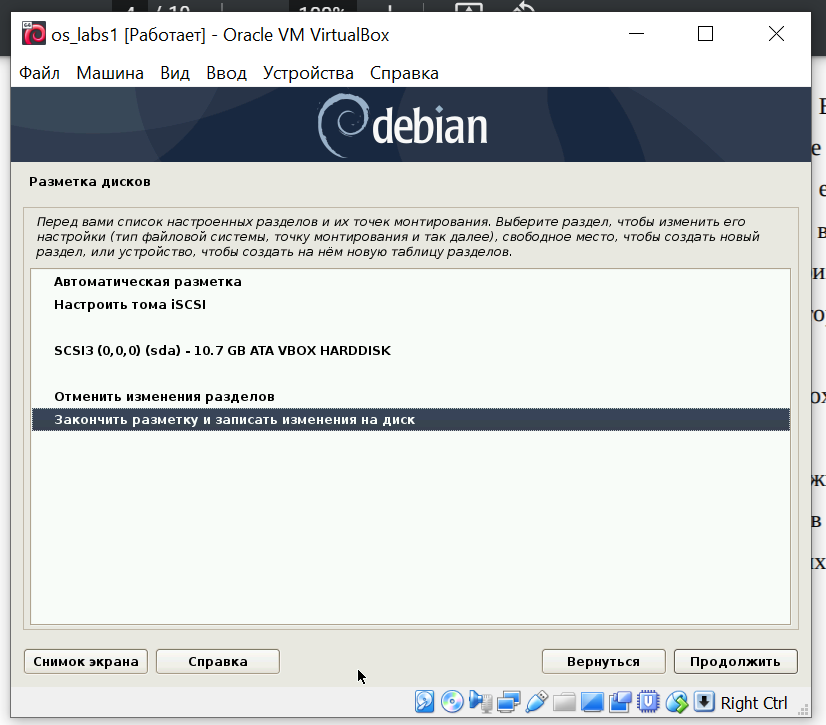 os_labs1 [Работает] - Oracle VM VirtualBox
Файл Машина Вид Ввод Устройства Справка
debian
Разметка дисков
Перед вами список настроенных разделов и их точек монтирования. Выберите раздел, чтобы изменить его
настройки (тип файловой системы, точку монтирования и так далее), свободное место, чтобы создать новый
раздел, или устройство, чтобы создать на нём новую таблицу разделов.
Автоматическая разметка
Настроить тома iSCSI
SCSI3 (0,0,0) (sda) - 10.7 GB ATA VBOX HARDDISK
Отменить изменения разделов
Закончить разметку и записать изменения на диск
Снимок экрана Справка Вернуться Продолжить
Right Ctrl